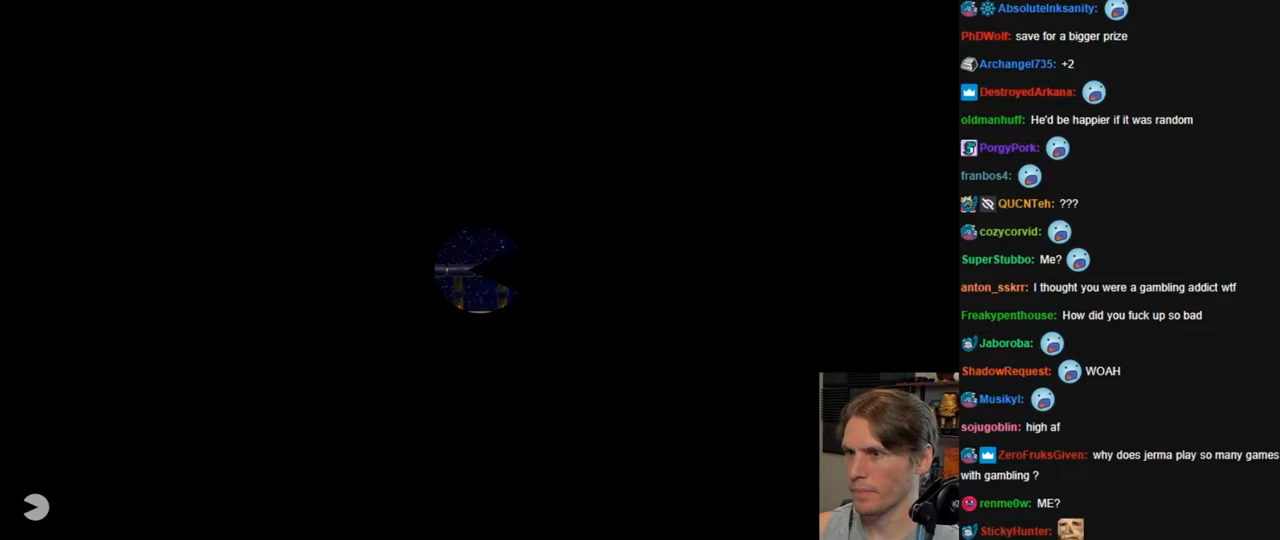 AbsoluteInksanity:
PhDWolf: save for a bigger prize
Archangel735: +2
DestroyedArkana:
oldmanhuff: He'd be happier if it was random
PorgyPork:
franbos4:
QUCNTeh: ???
cozycorvid:
SuperStubbo: Me?
anton_sskrr: I thought you were a gambling addict wtf
Freakypenthouse: How did you fuck up so bad
Jaboroba:
ShadowRequest: WOAH
Musikyl:
sojugoblin: high af
ZeroFruksGiven: why does jerma play so many games
with gambling ?
renme0w: ME?
StickyHunter: